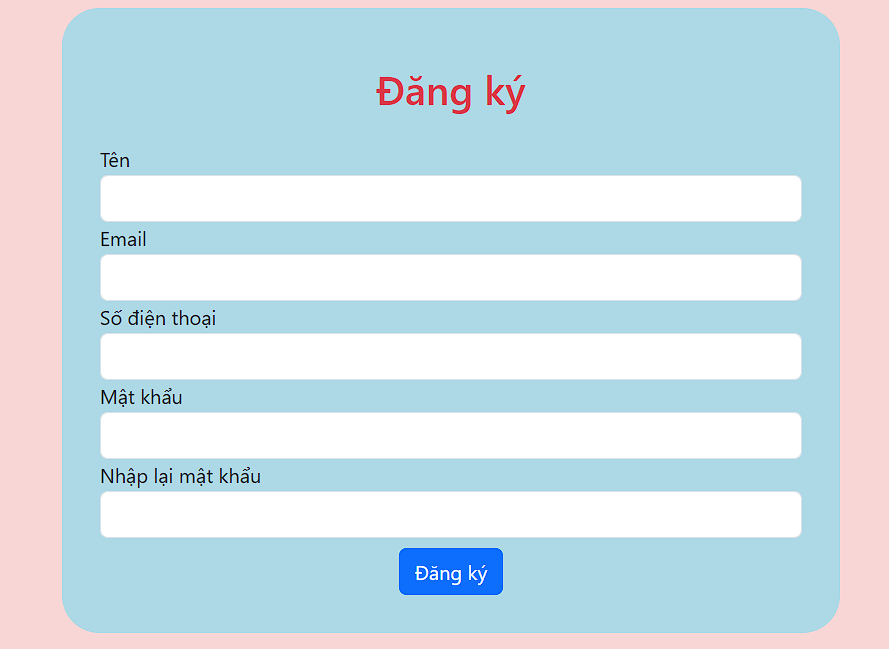 Đăng ký
Tên
Email
Số điện thoại
Mật khẩu
Nhập lại mật khẩu
Đăng ký